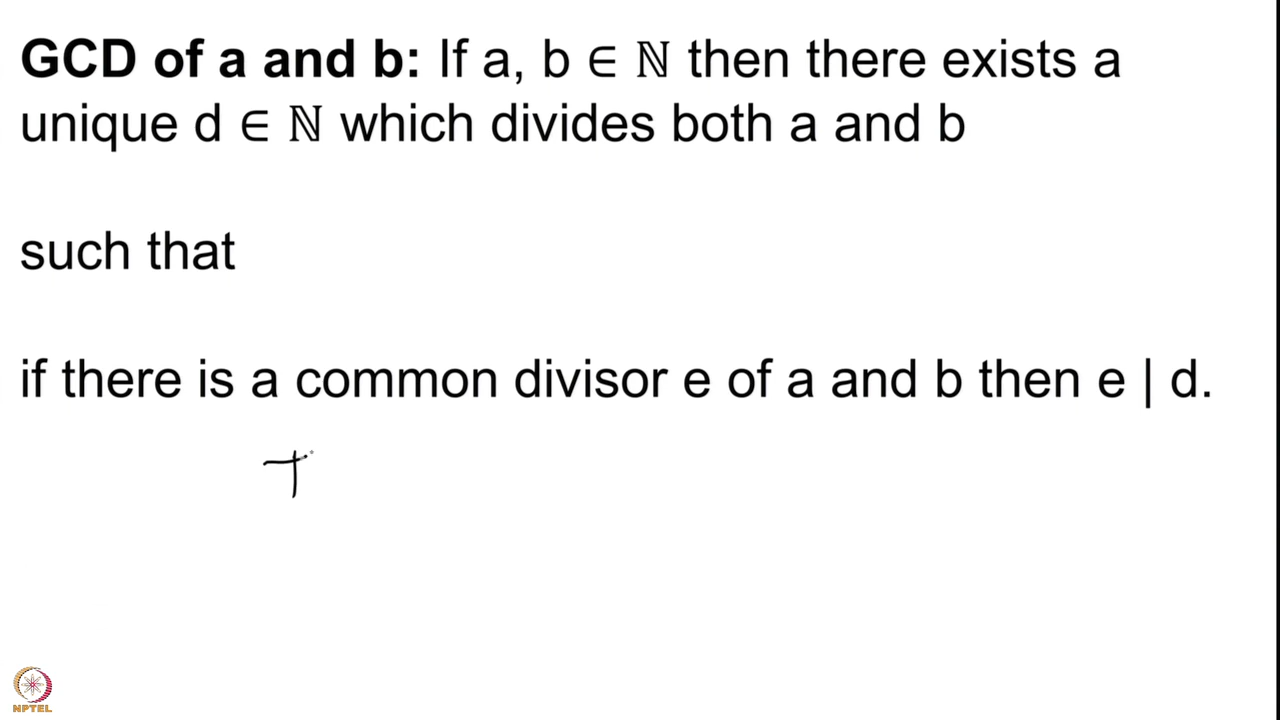 GCD of a and b: If a, b ∈ ℕ then there exists a
unique d ∈ ℕ which divides both a and b
such that
if there is a common divisor e of a and b then e | d.
T
NPTEL